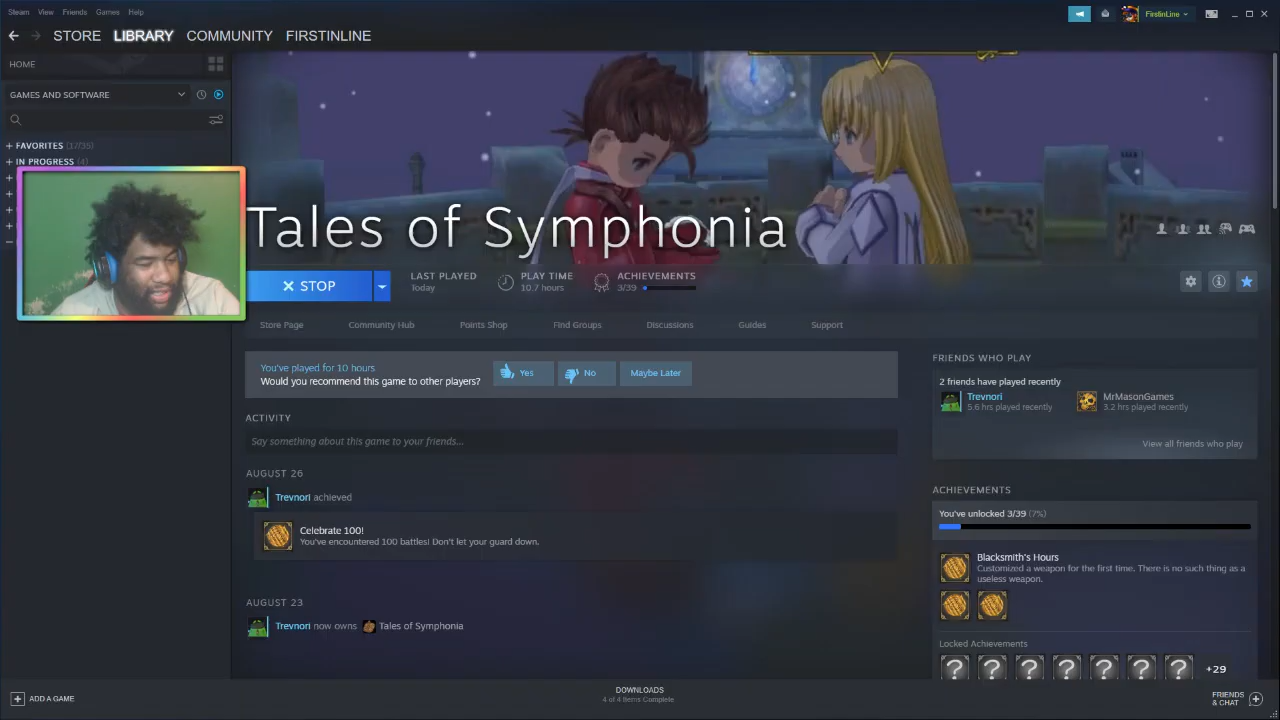 Steam View Friends Games Help
FirstinLine
STORE LIBRARY COMMUNITY FIRSTINLINE
HOME
GAMES AND SOFTWARE
+ FAVORITES (17/35)
+ IN PROGRESS (4)
Tales of Symphonia
STOP
LAST PLAYED
Today
PLAY TIME
10.7 hours
ACHIEVEMENTS
3/39
Store Page Community Hub Points Shop Find Groups Discussions Guides Support
You've played for 10 hours
Would you recommend this game to other players?
Yes
No
Maybe Later
ACTIVITY
Say something about this game to your friends...
AUGUST 26
Trevnori achieved
Celebrate 100!
You've encountered 100 battles! Don't let your guard down.
AUGUST 23
Trevnori now owns Tales of Symphonia
FRIENDS WHO PLAY
2 friends have played recently
Trevnori
5.6 hrs played recently
MrMasonGames
3.2 hrs played recently
View all friends who play
ACHIEVEMENTS
You've unlocked 3/39 (7%)
Blacksmith's Hours
Customized a weapon for the first time. There is no such thing as a
useless weapon.
Locked Achievements
? ? ? ? ? ? ? +29
ADD A GAME
DOWNLOADS
4 of 4 Items Complete
FRIENDS
& CHAT